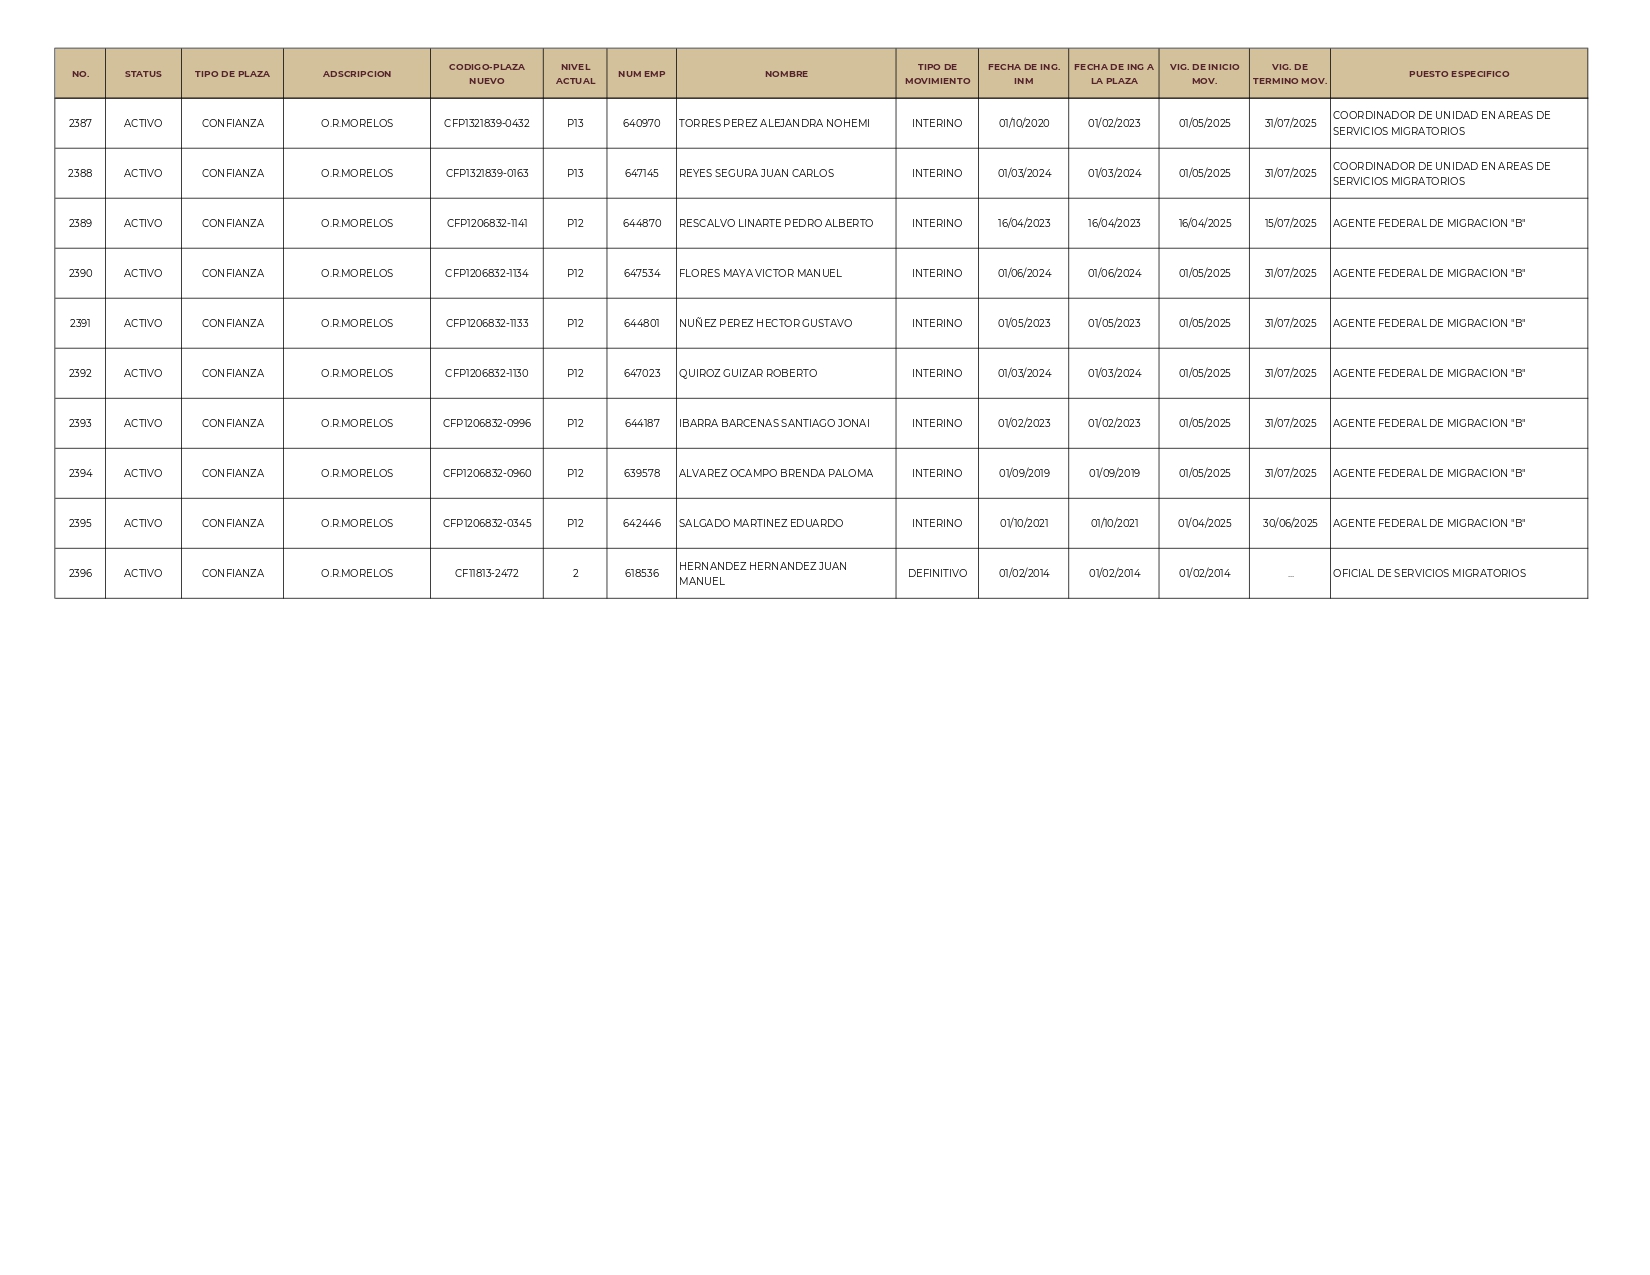 NO. STATUS TIPO DE PLAZA ADSCRIPCION CODIGO-PLAZA NUEVO NIVEL ACTUAL NUM EMP NOMBRE TIPO DE MOVIMIENTO FECHA DE ING. INM FECHA DE ING A LA PLAZA VIG. DE INICIO MOV. VIG. DE TERMINO MOV. PUESTO ESPECIFICO
2387 ACTIVO CONFIANZA O.R.MORELOS CFP1321839-0432 P13 640970 TORRES PEREZ ALEJANDRA NOHEMI INTERINO 01/10/2020 01/02/2023 01/05/2025 31/07/2025 COORDINADOR DE UNIDAD EN AREAS DE SERVICIOS MIGRATORIOS
2388 ACTIVO CONFIANZA O.R.MORELOS CFP1321839-0163 P13 647145 REYES SEGURA JUAN CARLOS INTERINO 01/03/2024 01/03/2024 01/05/2025 31/07/2025 COORDINADOR DE UNIDAD EN AREAS DE SERVICIOS MIGRATORIOS
2389 ACTIVO CONFIANZA O.R.MORELOS CFP1206832-1141 P12 644870 RESCALVO LINARTE PEDRO ALBERTO INTERINO 16/04/2023 16/04/2023 16/04/2025 15/07/2025 AGENTE FEDERAL DE MIGRACION "B"
2390 ACTIVO CONFIANZA O.R.MORELOS CFP1206832-1134 P12 647534 FLORES MAYA VICTOR MANUEL INTERINO 01/06/2024 01/06/2024 01/05/2025 31/07/2025 AGENTE FEDERAL DE MIGRACION "B"
2391 ACTIVO CONFIANZA O.R.MORELOS CFP1206832-1133 P12 644801 NUÑEZ PEREZ HECTOR GUSTAVO INTERINO 01/05/2023 01/05/2023 01/05/2025 31/07/2025 AGENTE FEDERAL DE MIGRACION "B"
2392 ACTIVO CONFIANZA O.R.MORELOS CFP1206832-1130 P12 647023 QUIROZ GUIZAR ROBERTO INTERINO 01/03/2024 01/03/2024 01/05/2025 31/07/2025 AGENTE FEDERAL DE MIGRACION "B"
2393 ACTIVO CONFIANZA O.R.MORELOS CFP1206832-0996 P12 644187 IBARRA BARCENAS SANTIAGO JONAI INTERINO 01/02/2023 01/02/2023 01/05/2025 31/07/2025 AGENTE FEDERAL DE MIGRACION "B"
2394 ACTIVO CONFIANZA O.R.MORELOS CFP1206832-0960 P12 639578 ALVAREZ OCAMPO BRENDA PALOMA INTERINO 01/09/2019 01/09/2019 01/05/2025 31/07/2025 AGENTE FEDERAL DE MIGRACION "B"
2395 ACTIVO CONFIANZA O.R.MORELOS CFP1206832-0345 P12 642446 SALGADO MARTINEZ EDUARDO INTERINO 01/10/2021 01/10/2021 01/04/2025 30/06/2025 AGENTE FEDERAL DE MIGRACION "B"
2396 ACTIVO CONFIANZA O.R.MORELOS CF11813-2472 2 618536 HERNANDEZ HERNANDEZ JUAN MANUEL DEFINITIVO 01/02/2014 01/02/2014 01/02/2014 ... OFICIAL DE SERVICIOS MIGRATORIOS